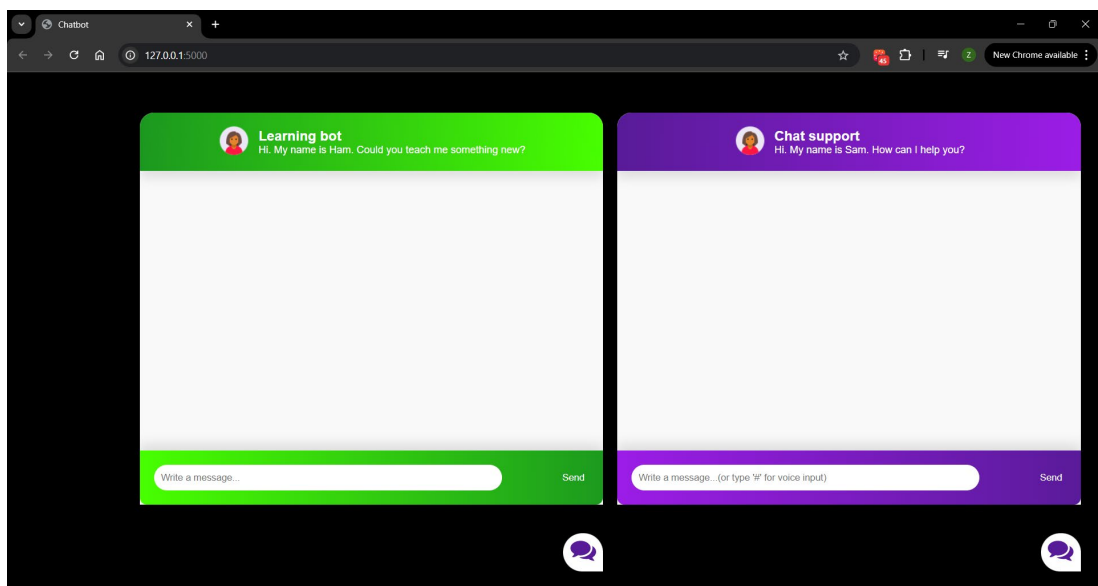 Chatbot
127.0.0.1:5000
45
Z
New Chrome available
Learning bot
Hi. My name is Ham. Could you teach me something new?
Write a message...
Send
Chat support
Hi. My name is Sam. How can I help you?
Write a message...(or type '#' for voice input)
Send